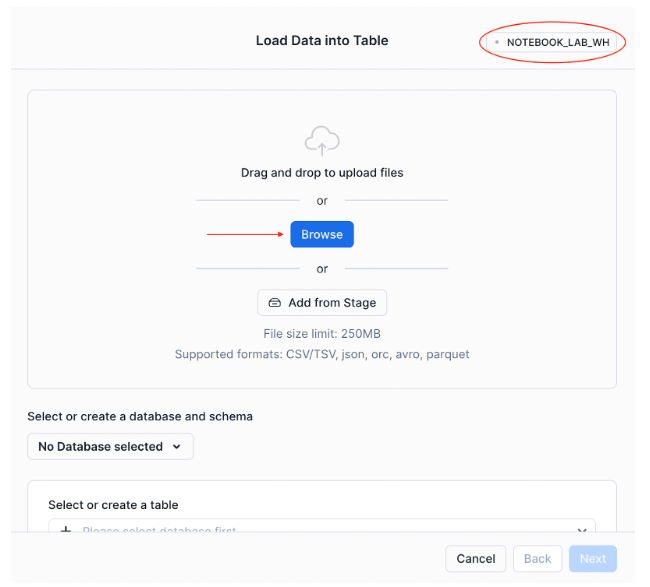 Load Data into Table
NOTEBOOK_LAB_WH
Drag and drop to upload files
or
Browse
or
Add from Stage
File size limit: 250MB
Supported formats: CSV/TSV, json, orc, avro, parquet
Select or create a database and schema
No Database selected
Select or create a table
+ Please select database first
Cancel Back Next